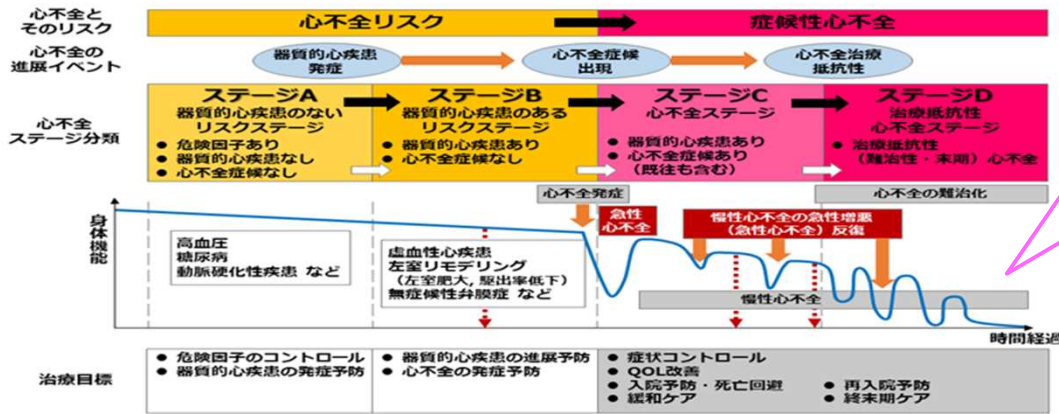 心不全と
そのリスク
心不全リスク
症候性心不全
心不全の
進展イベント
器質的心疾患
発症
心不全症候
出現
心不全治療
抵抗性
心不全
ステージ分類
ステージA
器質的心疾患のない
リスクステージ
● 危険因子あり
● 器質的心疾患なし
● 心不全症候なし
ステージB
器質的心疾患のある
リスクステージ
● 器質的心疾患あり
● 心不全症候なし
ステージC
心不全ステージ
● 器質的心疾患あり
● 心不全症候あり
（既往も含む）
ステージD
治療抵抗性
心不全ステージ
● 治療抵抗性
（難治性・末期）心不全
心不全発症
心不全の難治化
急性
心不全
慢性心不全の急性増悪
（急性心不全）反復
身体機能
高血圧
糖尿病
動脈硬化性疾患 など
虚血性心疾患
左室リモデリング
（左室肥大, 駆出率低下）
無症候性弁膜症 など
慢性心不全
時間経過
治療目標
● 危険因子のコントロール
● 器質的心疾患の発症予防
● 器質的心疾患の進展予防
● 心不全の発症予防
● 症状コントロール
● QOL改善
● 入院予防・死亡回避
● 緩和ケア
● 再入院予防
● 終末期ケア